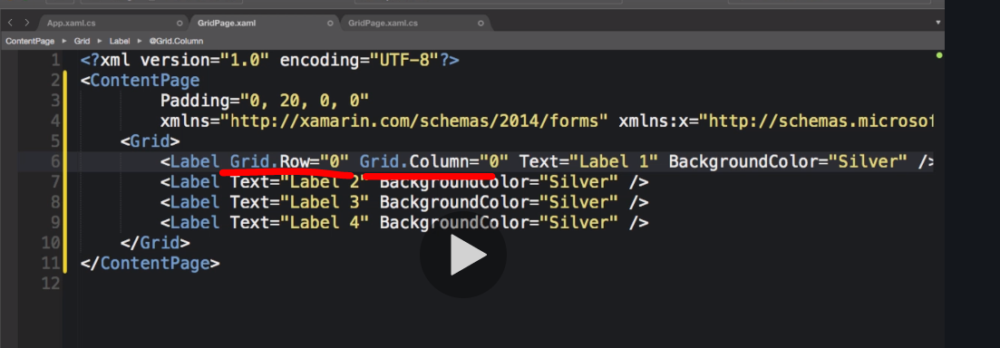 App.xaml.cs GridPage.xaml GridPage.xaml.cs
ContentPage Grid Label @Grid.Column
1 <?xml version="1.0" encoding="UTF-8"?>
2 <ContentPage
3 Padding="0, 20, 0, 0"
4 xmlns="http://xamarin.com/schemas/2014/forms" xmlns:x="http://schemas.microsof
5 <Grid>
6 <Label Grid.Row="0" Grid.Column="0" Text="Label 1" BackgroundColor="Silver" />
7 <Label Text="Label 2" BackgroundColor="Silver" />
8 <Label Text="Label 3" BackgroundColor="Silver" />
9 <Label Text="Label 4" BackgroundColor="Silver" />
10 </Grid>
11 </ContentPage>
12